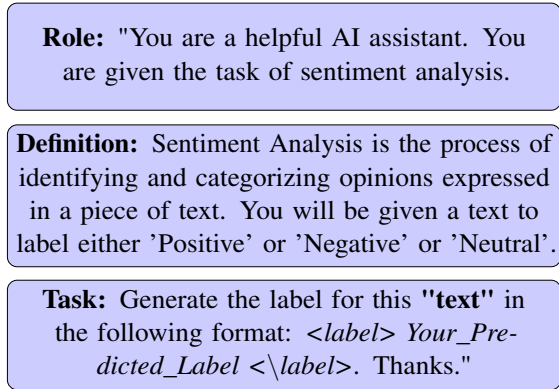 Role: "You are a helpful AI assistant. You
are given the task of sentiment analysis.
Definition: Sentiment Analysis is the process of
identifying and categorizing opinions expressed
in a piece of text. You will be given a text to
label either ’Positive’ or ’Negative’ or ’Neutral’.
Task: Generate the label for this "text" in
the following format: <label> Your_Pre-
dicted_Label <\label>. Thanks."